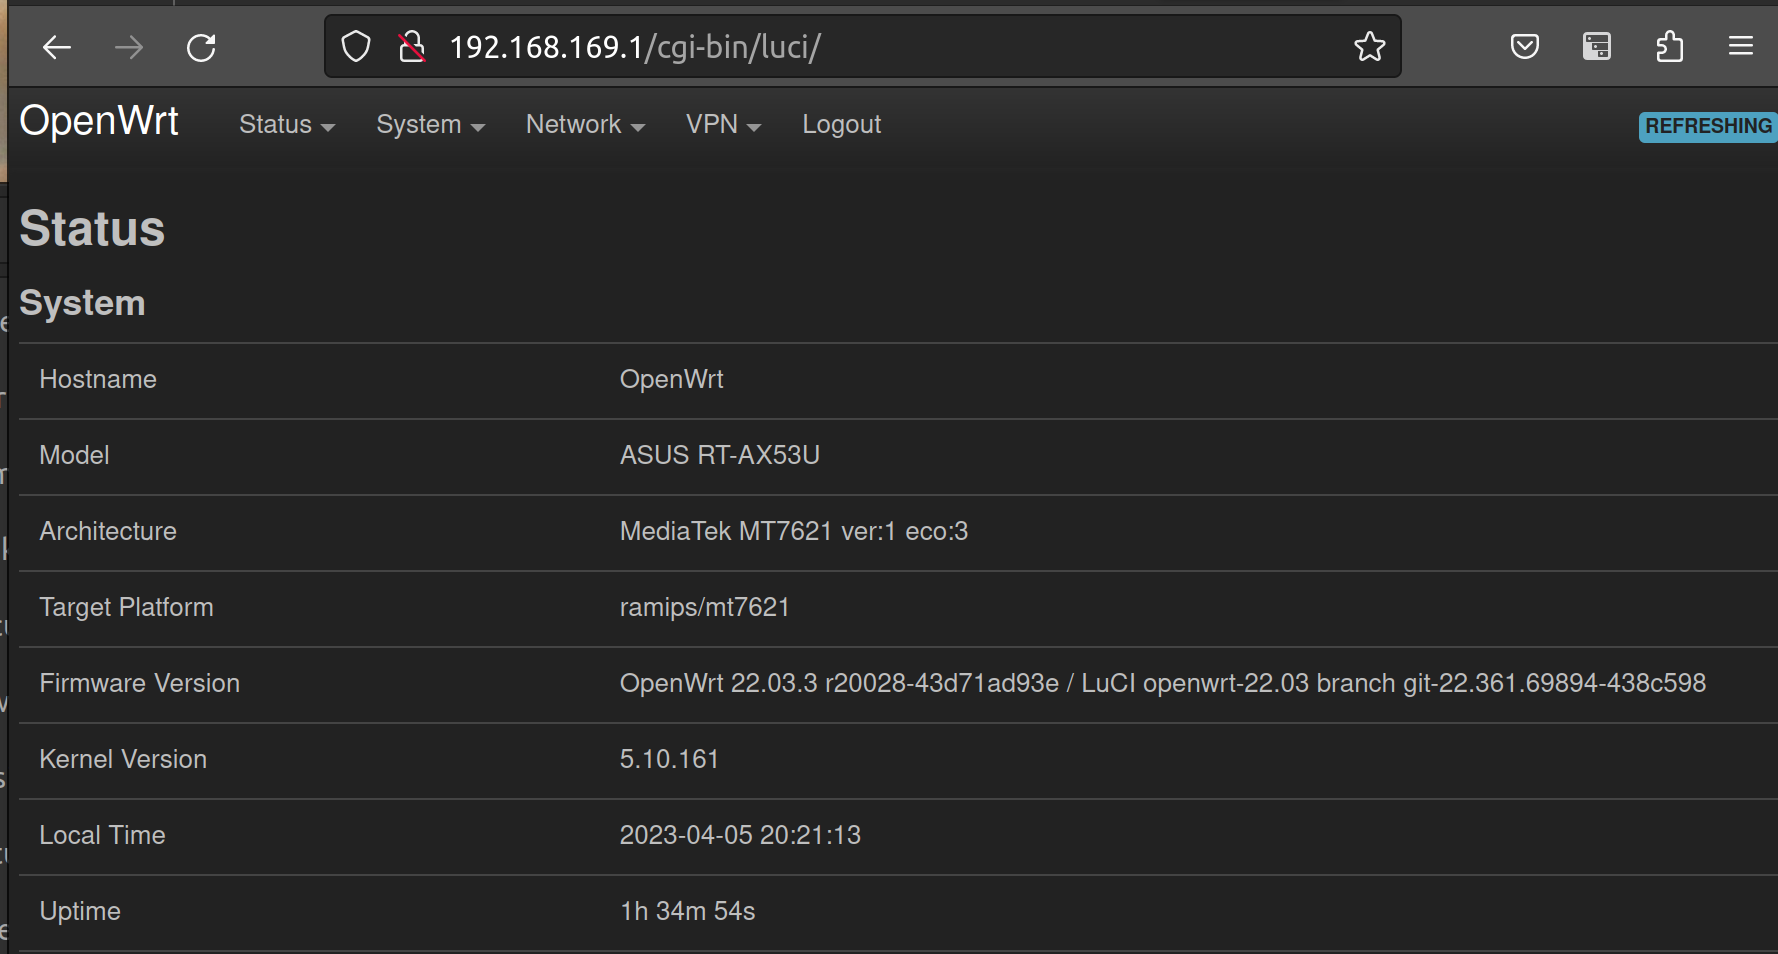 192.168.169.1/cgi-bin/luci/
OpenWrt Status System Network VPN Logout REFRESHING
Status
System
Hostname OpenWrt
Model ASUS RT-AX53U
Architecture MediaTek MT7621 ver:1 eco:3
Target Platform ramips/mt7621
Firmware Version OpenWrt 22.03.3 r20028-43d71ad93e / LuCI openwrt-22.03 branch git-22.361.69894-438c598
Kernel Version 5.10.161
Local Time 2023-04-05 20:21:13
Uptime 1h 34m 54s